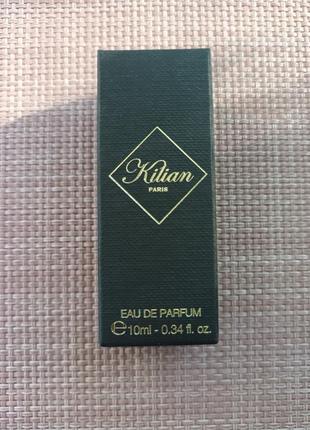 Kilian
PARIS
EAU DE PARFUM
℮10ml - 0.34 fl. oz.